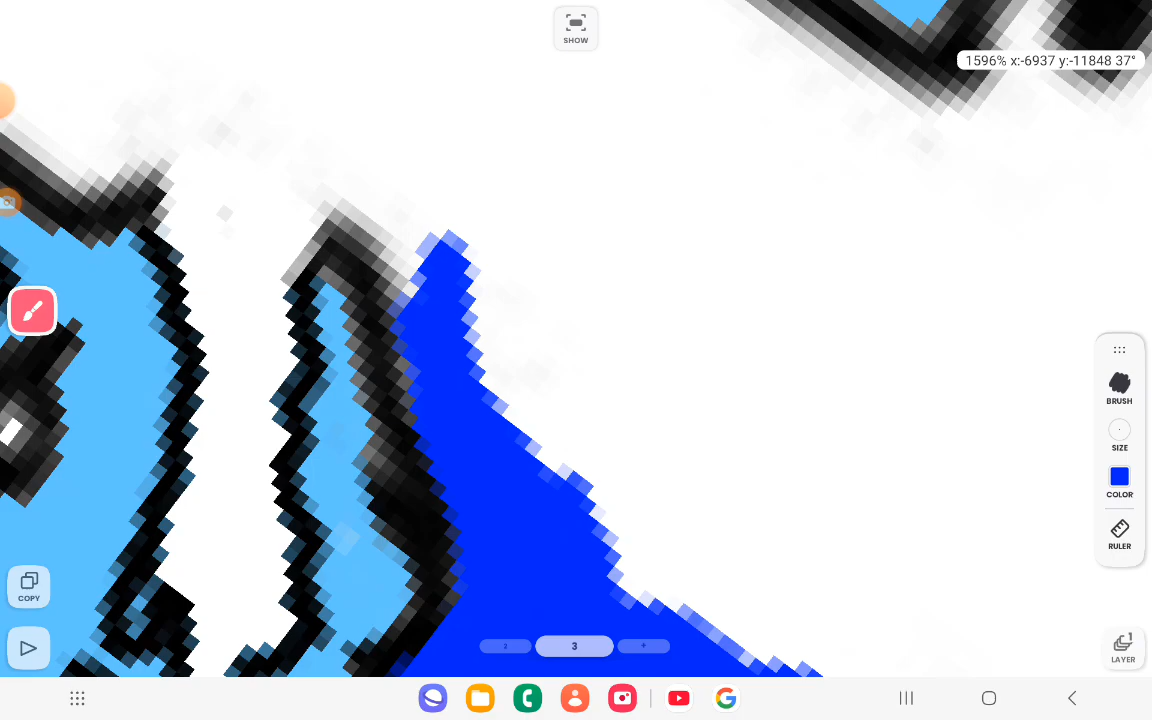 SHOW
1596% x:-6937 y:-11848 37°
BRUSH
SIZE
COLOR
RULER
COPY
2 3 +
1
LAYER